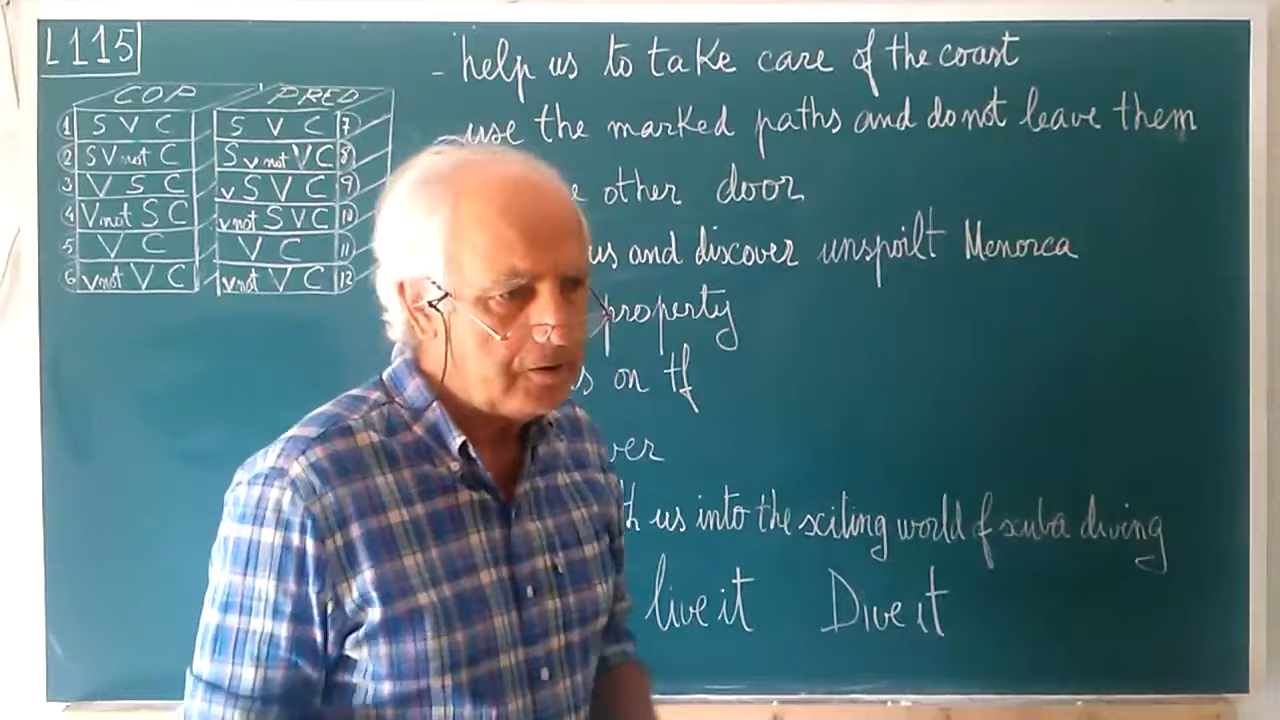 L115
COP PRED
1 S V C S V C 7
2 S V not C S v not V C 8
3 V S C v S V C 9
4 V not S C v not S V C 10
5 V C V C 11
6 v not V C v not V C 12
- help us to take care of the coast
- use the marked paths and do not leave them
other door
us and discover unspoilt Menorca
property
on tf
us into the sciting world of scuba diving
live it Dive it